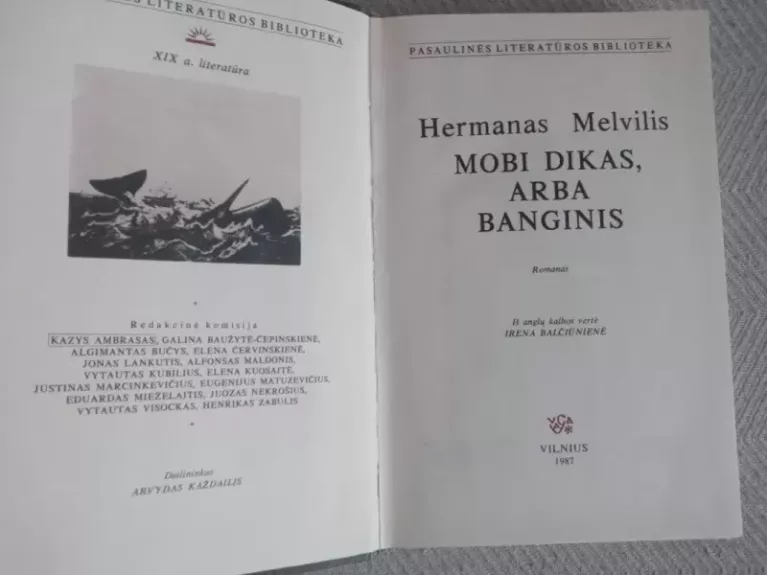 ĖS LITERATŪROS BIBLIOTEKA
XIX a. literatūra
Redakcinė komisija
KAZYS AMBRASAS, GALINA BAUŽYTĖ-ČEPINSKIENĖ,
ALGIMANTAS BUČYS, ELENA ČERVINSKIENĖ,
JONAS LANKUTIS, ALFONSAS MALDONIS,
VYTAUTAS KUBILIUS, ELENA KUOSAITĖ,
JUSTINAS MARCINKEVIČIUS, EUGENIJUS MATUZEVIČIUS,
EDUARDAS MIEŽELAITIS, JUOZAS NEKROŠIUS,
VYTAUTAS VISOCKAS, HENRIKAS ZABULIS
Dailininkas
ARVYDAS KAŽDAILIS
PASAULINĖS LITERATŪROS BIBLIOTEKA
Hermanas Melvilis
MOBI DIKAS,
ARBA
BANGINIS
Romanas
Iš anglų kalbos vertė
IRENA BALČIŪNIENĖ
VILNIUS
1987